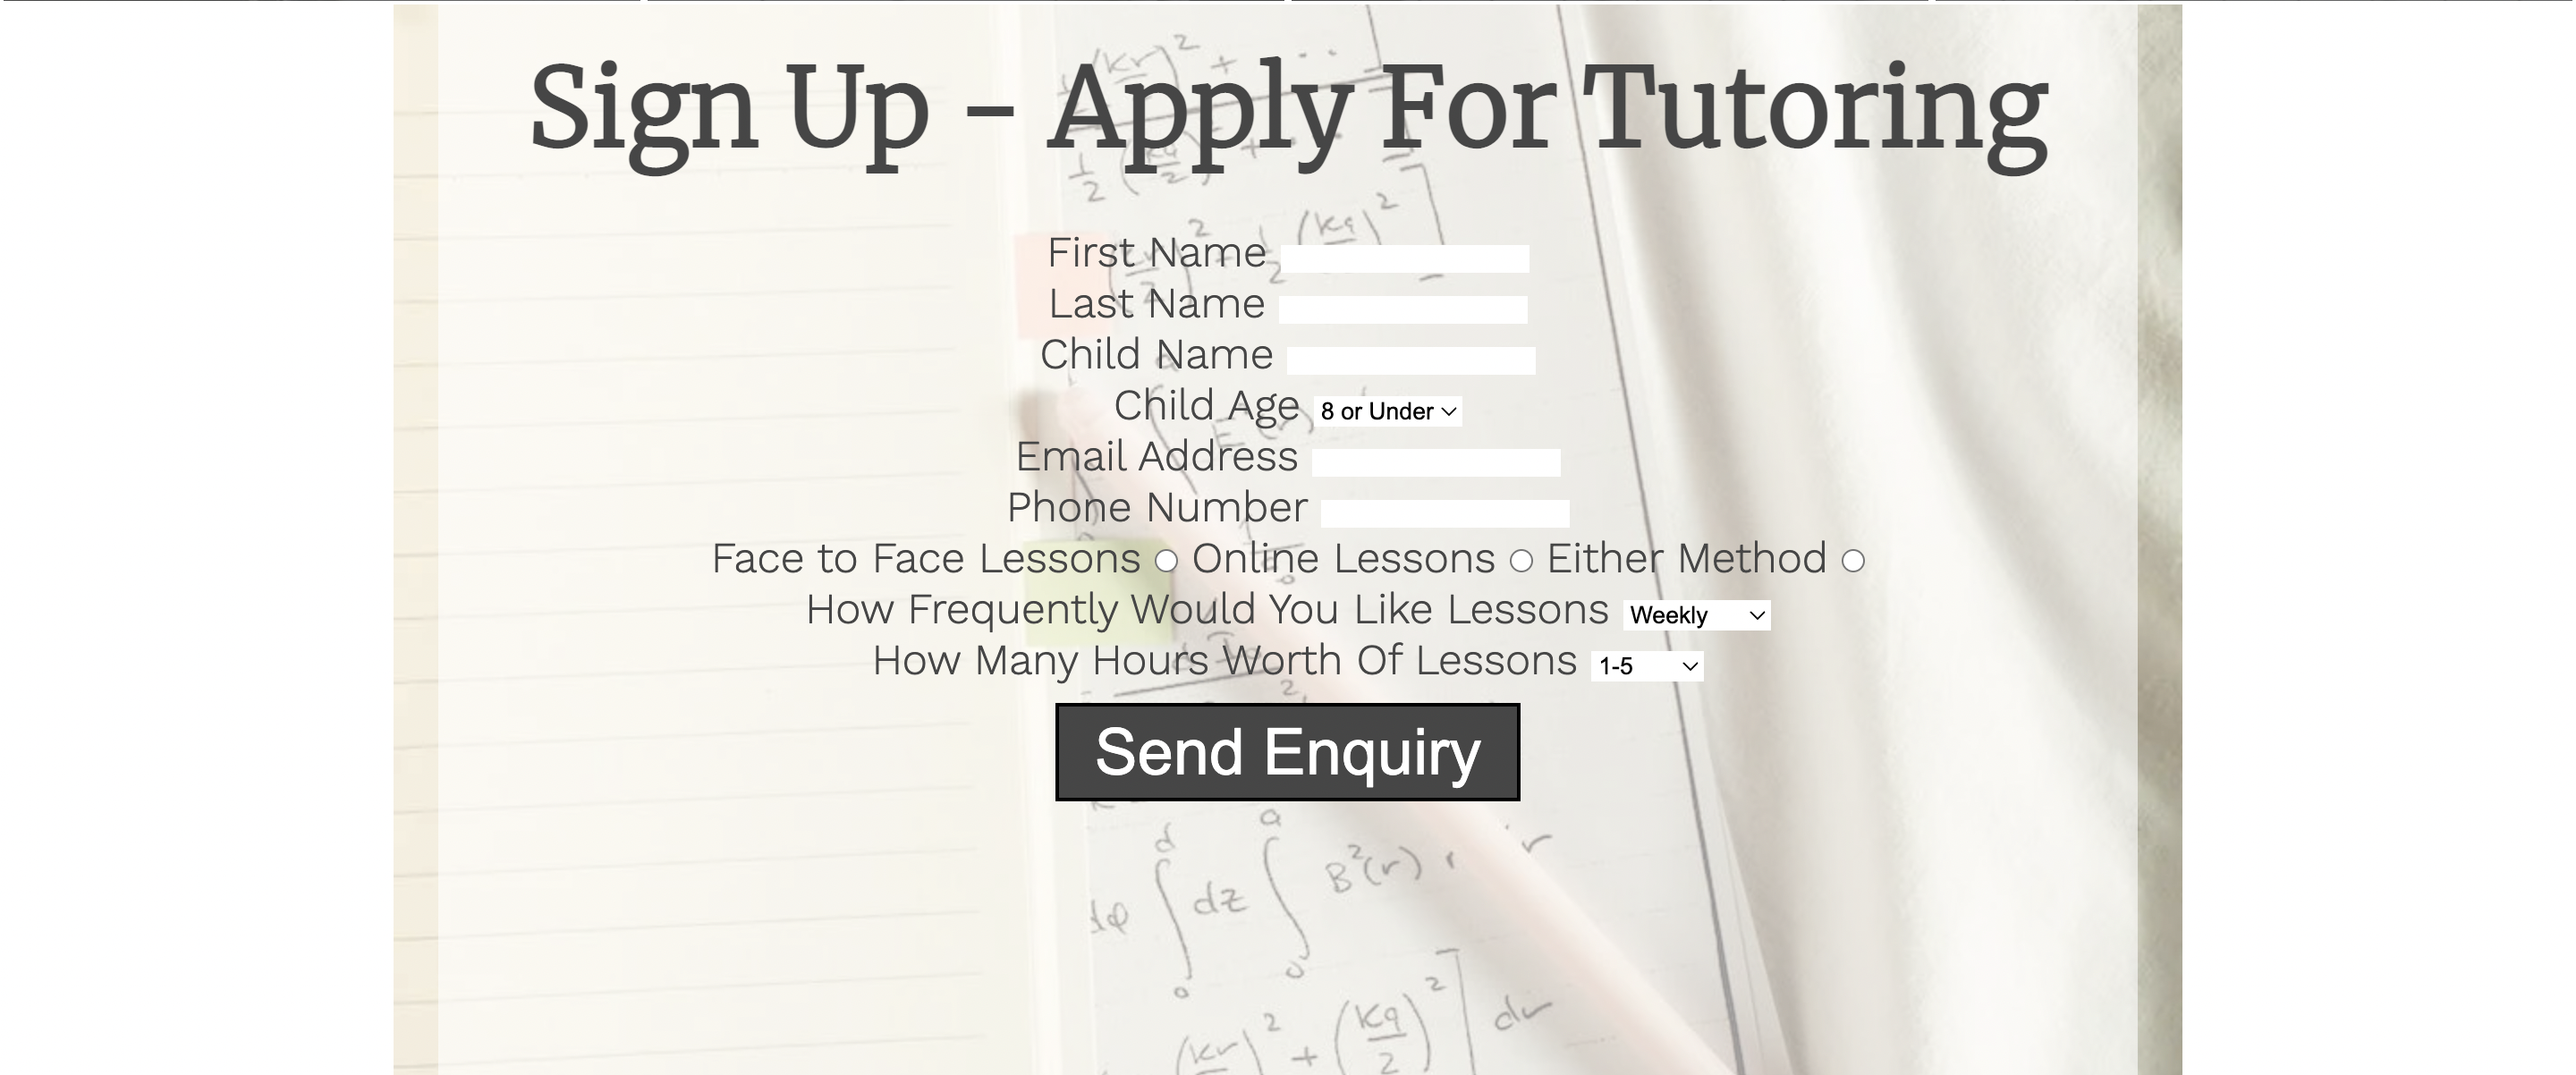 Sign Up - Apply For Tutoring
First Name
Last Name
Child Name
Child Age 8 or Under
Email Address
Phone Number
Face to Face Lessons Online Lessons Either Method
How Frequently Would You Like Lessons Weekly
How Many Hours Worth Of Lessons 1-5
Send Enquiry